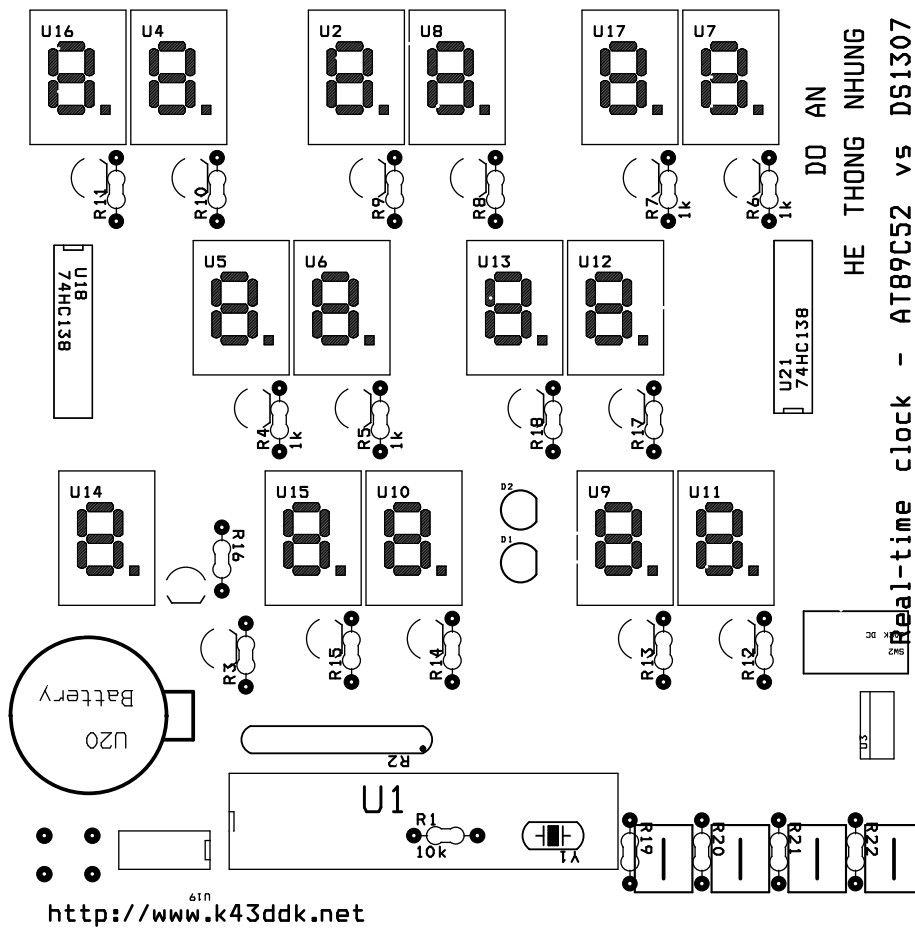 U16 U4 U2 U8 U17 U7
R11 R10 R9 R8 R7 1k R6 1k
DO AN
HE THONG NHUNG
Real-time clock - AT89C52 vs DS1307
U5 U6 U13 U12
U18
74HC138
U21
74HC138
R4 1k R5 1k R18 R17
U14 U15 U10 D2 U9 U11
D1
R16
R3 R15 R14 R13 R12
JACK DC
SW2
Battery
U20
U3
R2
U1
R1
10k
Y1
R19 R20 R21 R22
U19
http://www.k43ddk.net